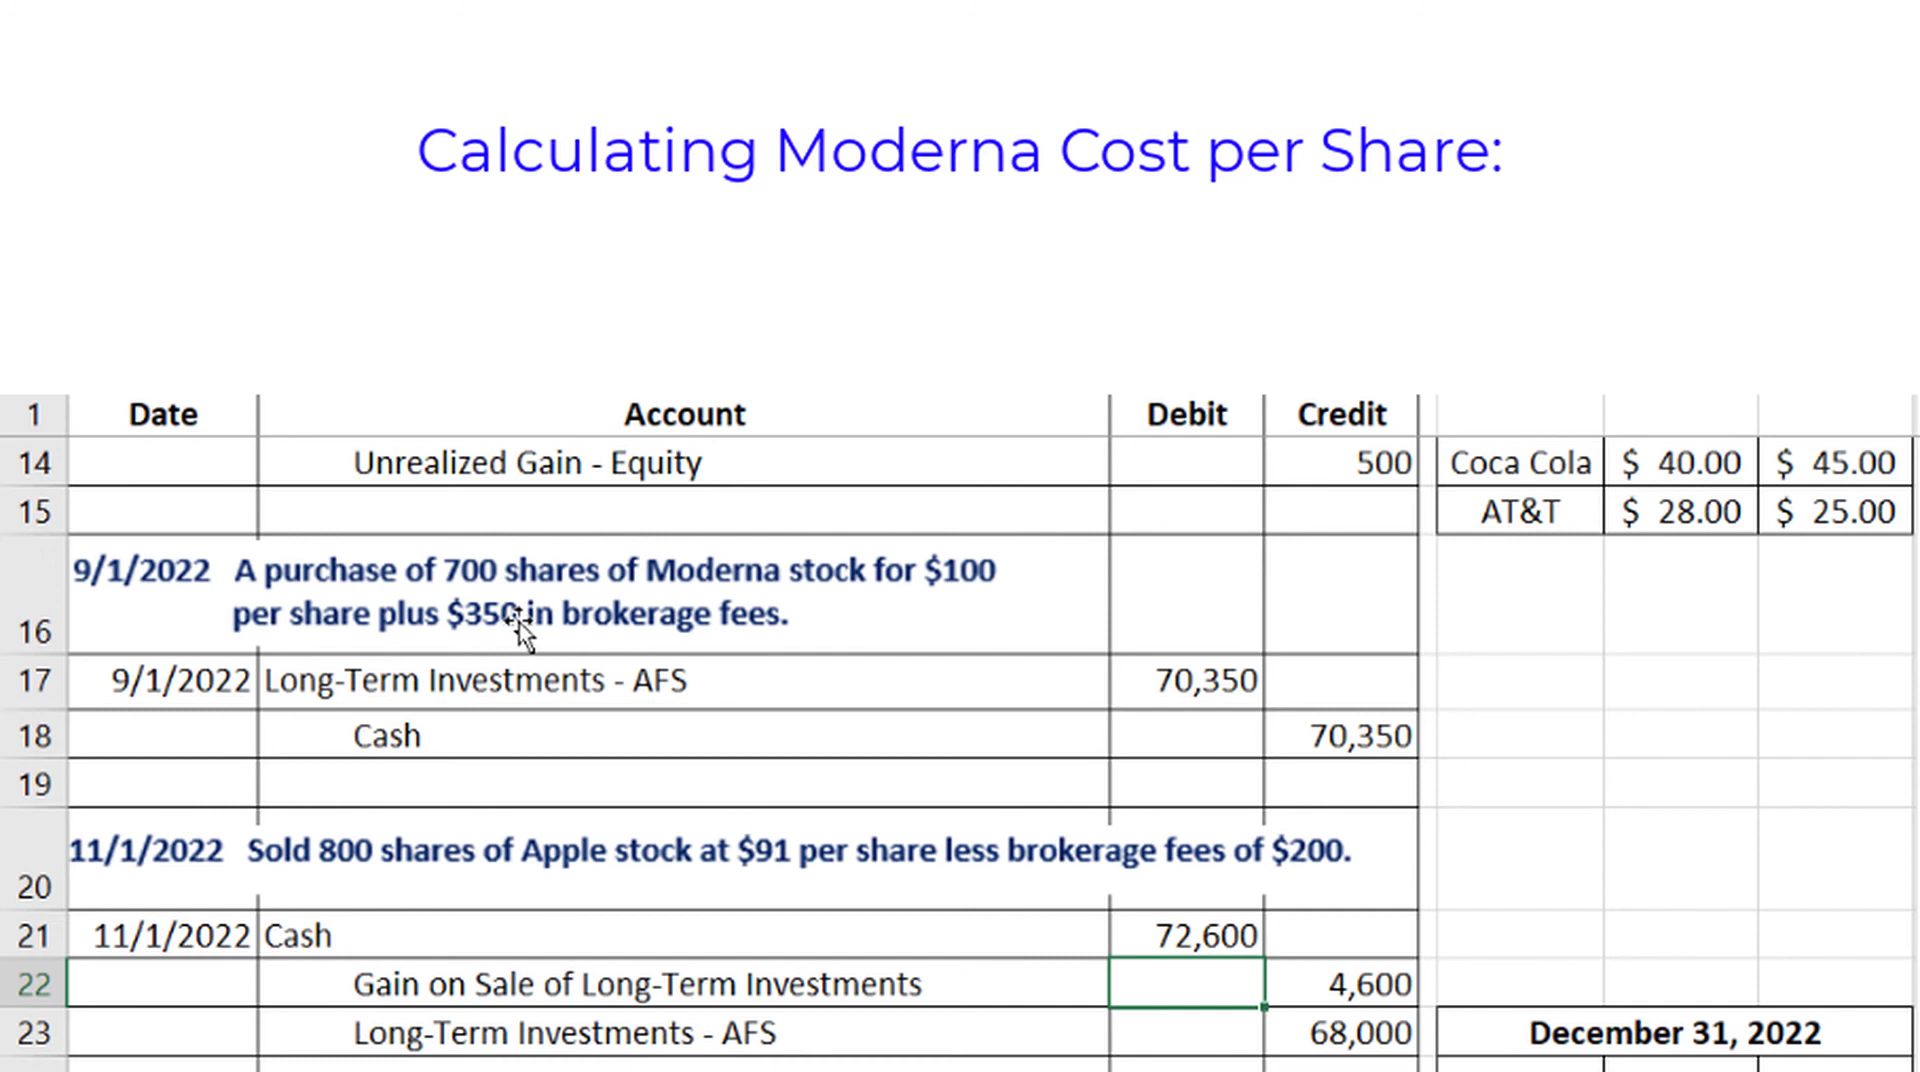 Calculating Moderna Cost per Share:
1 Date Account Debit Credit
14 Unrealized Gain - Equity 500 Coca Cola $ 40.00 $ 45.00
15 AT&T $ 28.00 $ 25.00
9/1/2022 A purchase of 700 shares of Moderna stock for $100
per share plus $350 in brokerage fees.
16
17 9/1/2022 Long-Term Investments - AFS 70,350
18 Cash 70,350
19
11/1/2022 Sold 800 shares of Apple stock at $91 per share less brokerage fees of $200.
20
21 11/1/2022 Cash 72,600
22 Gain on Sale of Long-Term Investments 4,600
23 Long-Term Investments - AFS 68,000 December 31, 2022